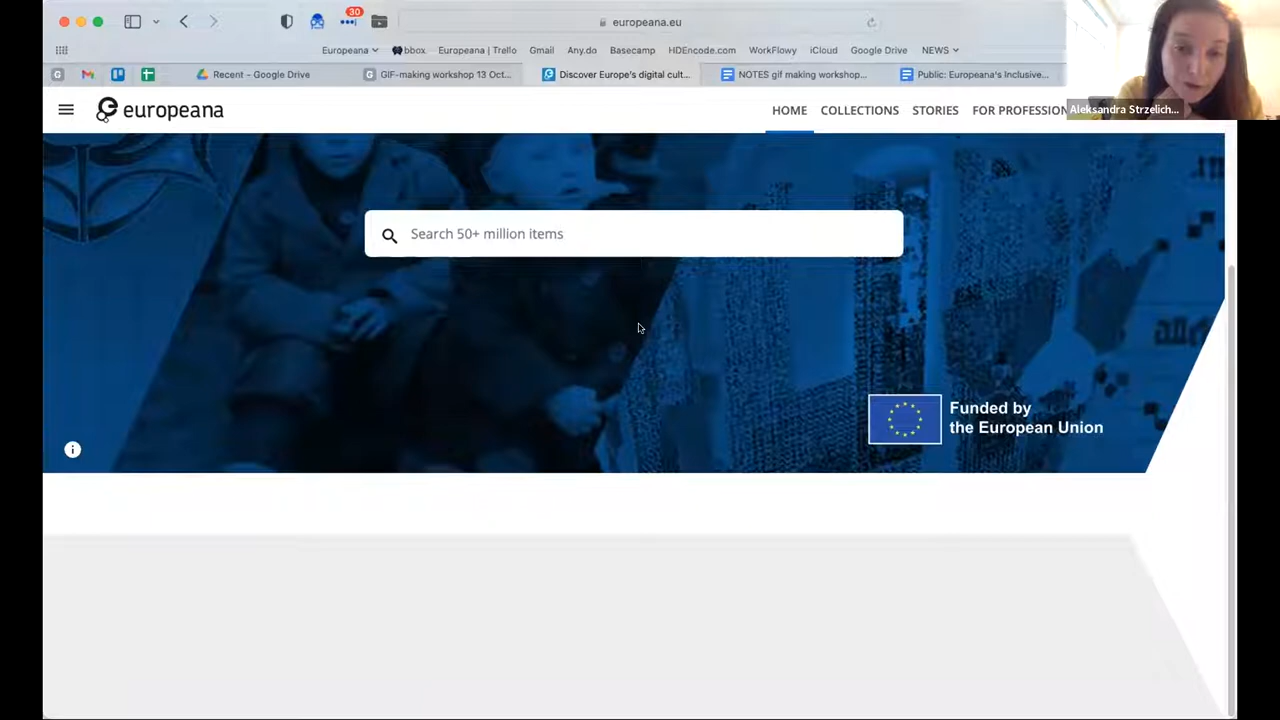 30
europeana.eu
Europeana
bbox
Europeana | Trello
Gmail
Any.do
Basecamp
HDEncode.com
WorkFlowy
iCloud
Google Drive
NEWS
Recent – Google Drive
GIF-making workshop 13 Oct...
Discover Europe's digital cult...
NOTES gif making workshop...
Public: Europeana's Inclusive...
europeana
HOME
COLLECTIONS
STORIES
FOR PROFESSION
Aleksandra Strzelich...
Search 50+ million items
Funded by
the European Union